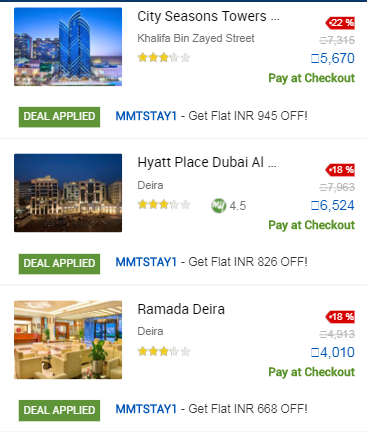 City Seasons Towers ...
-22 %
Khalifa Bin Zayed Street
▯7,315
▯5,670
Pay at Checkout
DEAL APPLIED MMTSTAY1 - Get Flat INR 945 OFF!
Hyatt Place Dubai Al ...
-18 %
Deira
▯7,963
4.5
▯6,524
Pay at Checkout
DEAL APPLIED MMTSTAY1 - Get Flat INR 826 OFF!
Ramada Deira
-18 %
Deira
▯4,913
▯4,010
Pay at Checkout
DEAL APPLIED MMTSTAY1 - Get Flat INR 668 OFF!